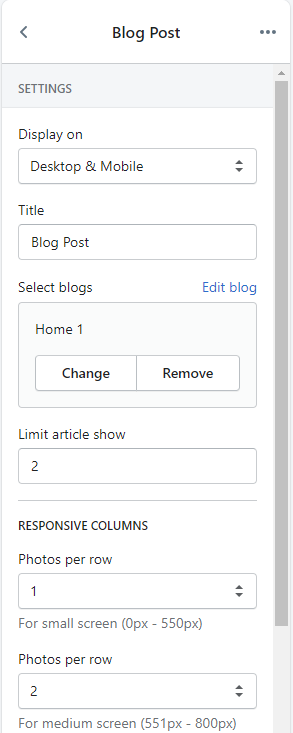 Blog Post
SETTINGS
Display on
Desktop & Mobile
Title
Blog Post
Select blogs Edit blog
Home 1
Change Remove
Limit article show
2
RESPONSIVE COLUMNS
Photos per row
1
For small screen (0px - 550px)
Photos per row
2
For medium screen (551px - 800px)